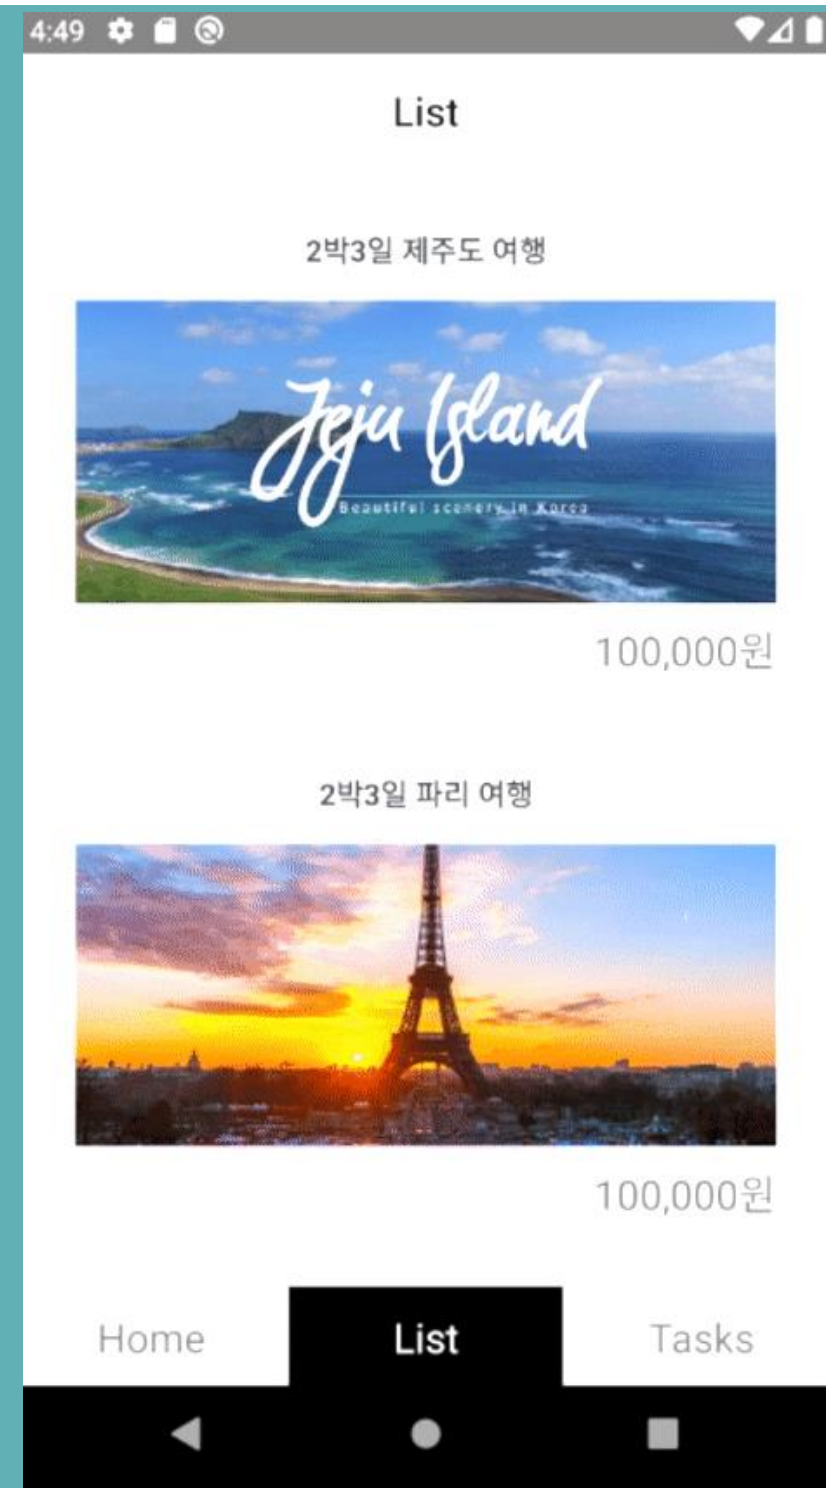 4:49
List
2박3일 제주도 여행
Jeju Island
Beautiful scenery in Korea
100,000원
2박3일 파리 여행
100,000원
Home List Tasks